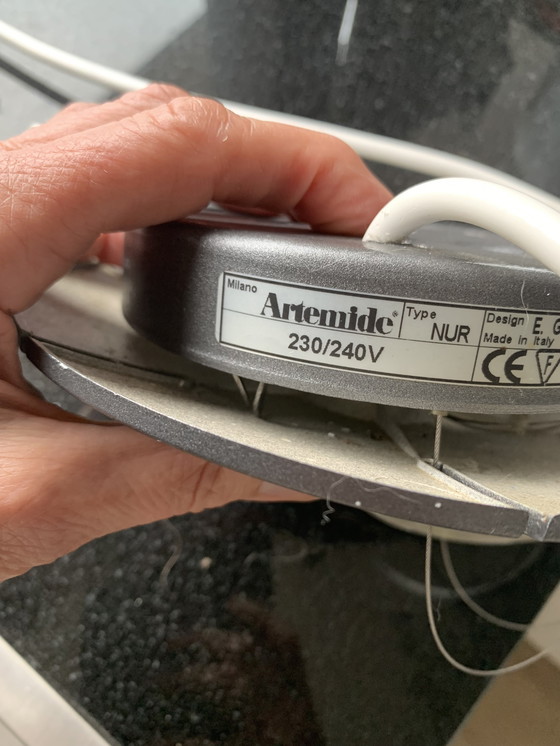 Milano Artemide®
230/240V
Type
NUR
Design E. G
Made in Italy
CE F